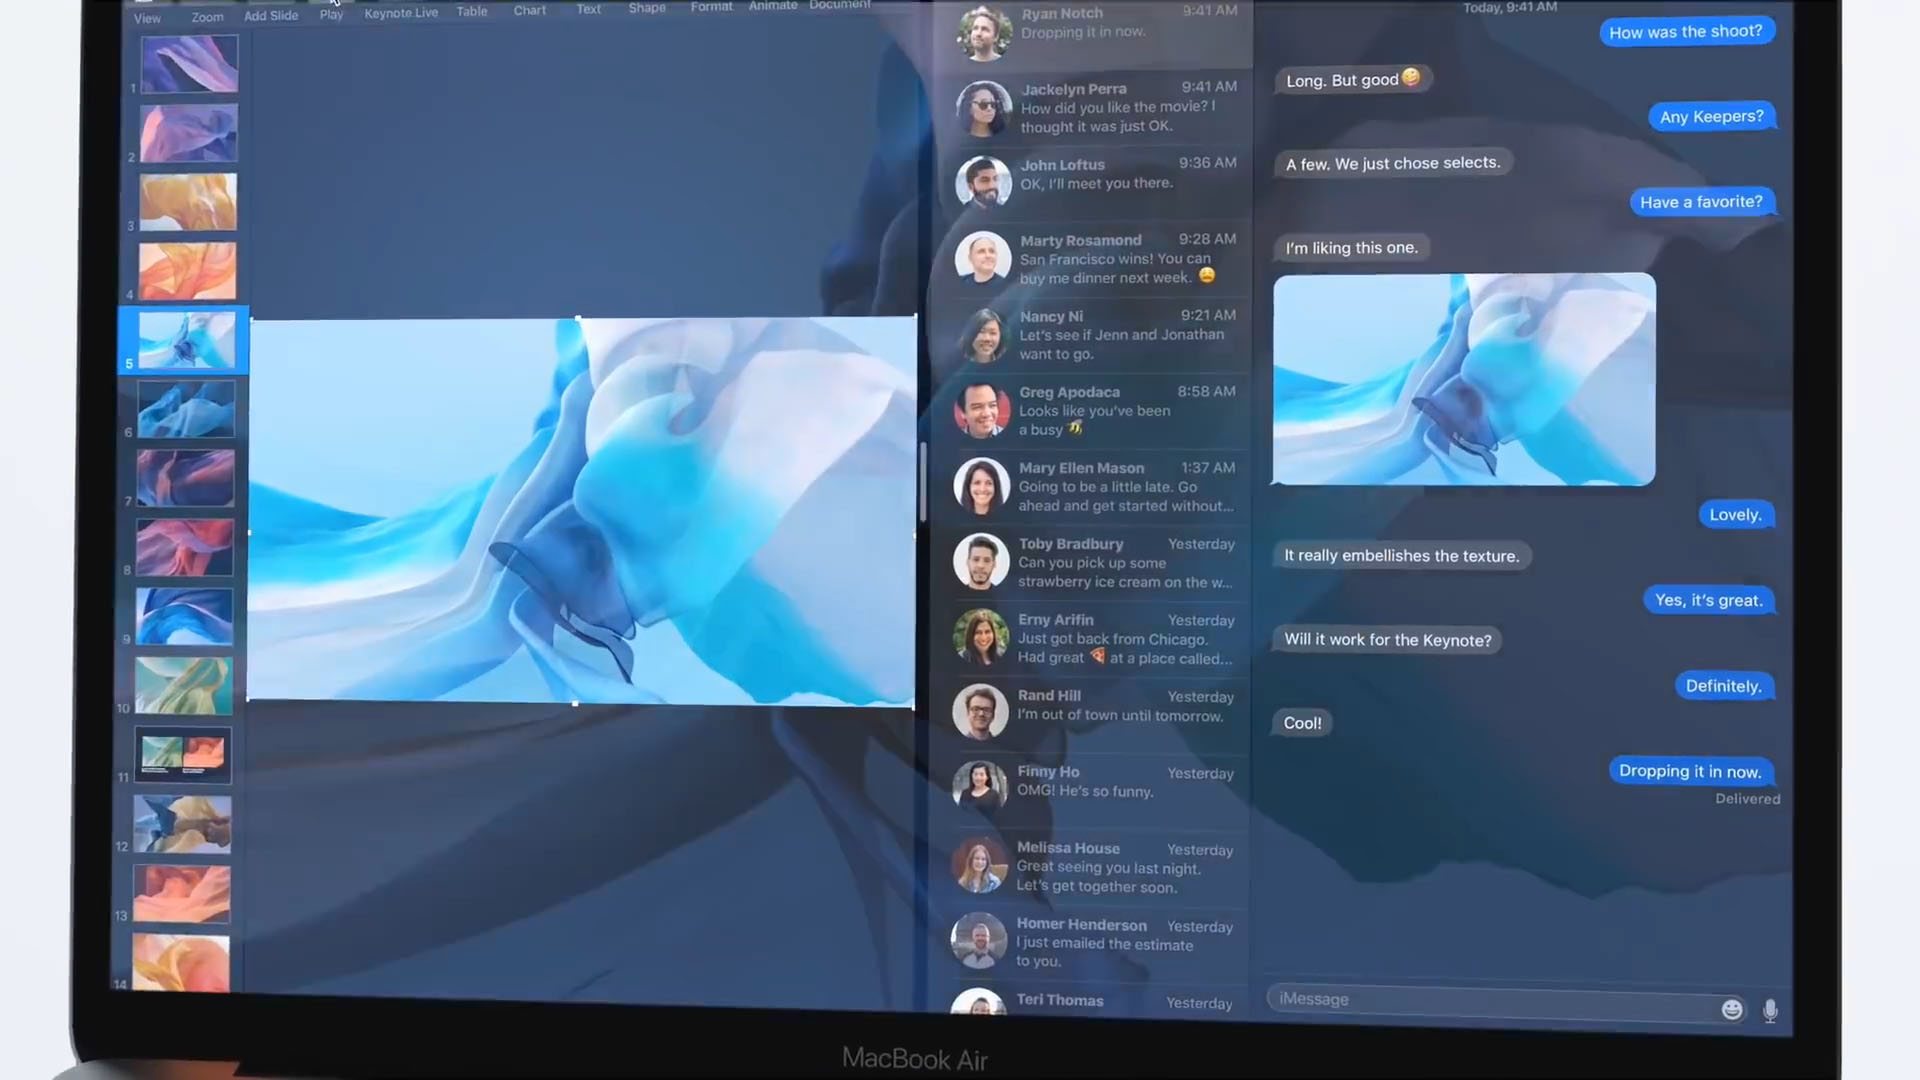 View Zoom Add Slide Play Keynote Live Table Chart Text Shape Format Animate Document
1
2
3
4
5
6
7
8
9
10
11
12
13
14
Ryan Notch 9:41 AM
Dropping it in now.
Jackelyn Perra 9:41 AM
How did you like the movie? I
thought it was just OK.
John Loftus 9:36 AM
OK, I'll meet you there.
Marty Rosamond 9:28 AM
San Francisco wins! You can
buy me dinner next week. 😩
Nancy Ni 9:21 AM
Let's see if Jenn and Jonathan
want to go.
Greg Apodaca 8:58 AM
Looks like you've been
a busy 🐝
Mary Ellen Mason 1:37 AM
Going to be a little late. Go
ahead and get started without...
Toby Bradbury Yesterday
Can you pick up some
strawberry ice cream on the w...
Erny Arifin Yesterday
Just got back from Chicago.
Had great 🍕 at a place called...
Rand Hill Yesterday
I'm out of town until tomorrow.
Finny Ho Yesterday
OMG! He's so funny.
Melissa House Yesterday
Great seeing you last night.
Let's get together soon.
Homer Henderson Yesterday
I just emailed the estimate
to you.
Teri Thomas Yesterday
Today, 9:41 AM
How was the shoot?
Long. But good 🤪
Any Keepers?
A few. We just chose selects.
Have a favorite?
I'm liking this one.
Lovely.
It really embellishes the texture.
Yes, it's great.
Will it work for the Keynote?
Definitely.
Cool!
Dropping it in now.
Delivered
iMessage
MacBook Air